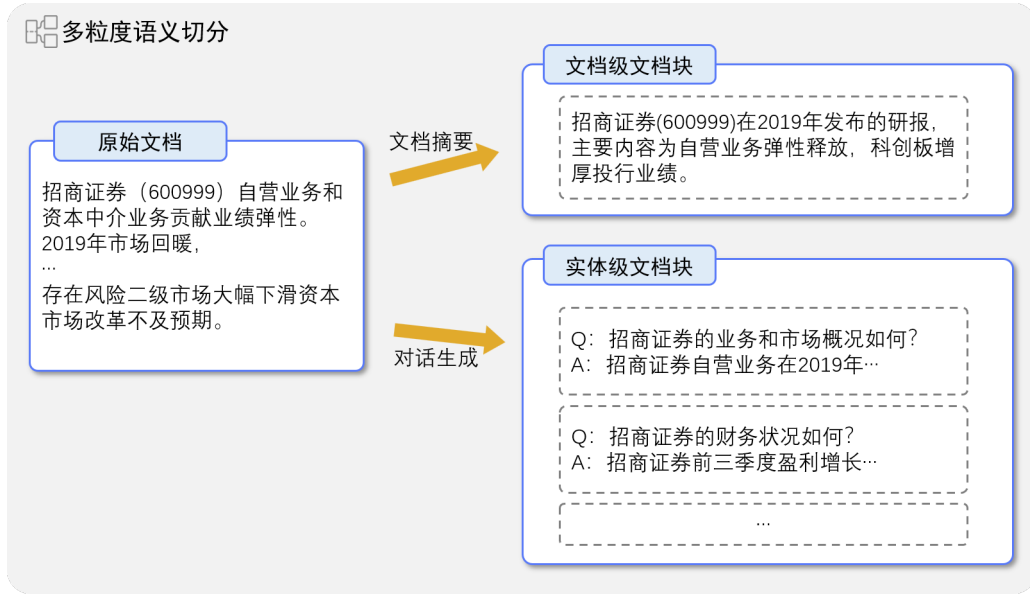 多粒度语义切分
原始文档
招商证券（600999）自营业务和
资本中介业务贡献业绩弹性。
2019年市场回暖，
…
存在风险二级市场大幅下滑资本
市场改革不及预期。
文档摘要
对话生成
文档级文档块
招商证券(600999)在2019年发布的研报，
主要内容为自营业务弹性释放，科创板增
厚投行业绩。
实体级文档块
Q：招商证券的业务和市场概况如何？
A：招商证券自营业务在2019年…
Q：招商证券的财务状况如何？
A：招商证券前三季度盈利增长…
…